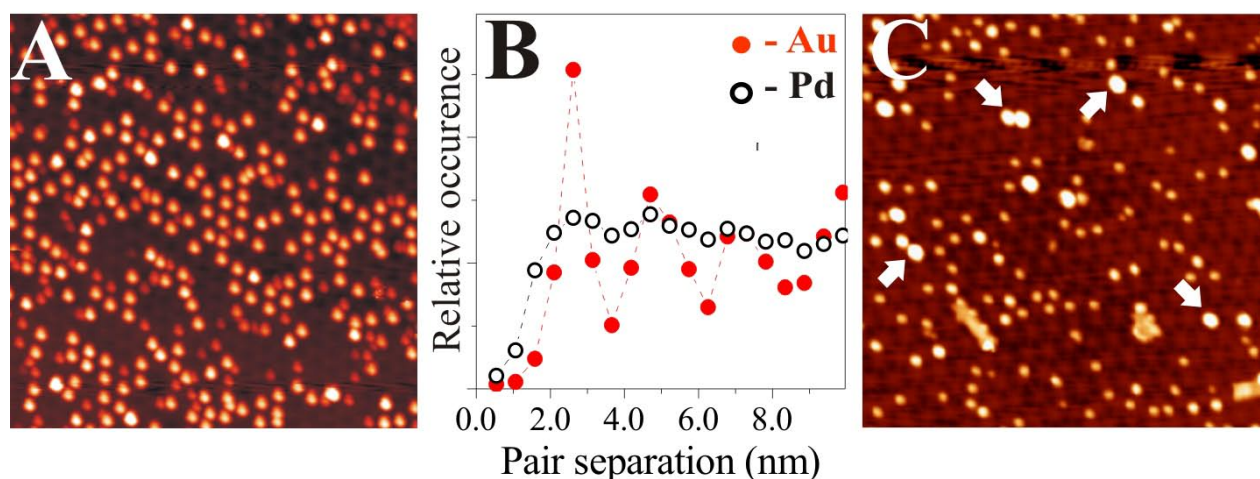 A
B
C
- Au
- Pd
Relative occurence
0.0 2.0 4.0 6.0 8.0
Pair separation (nm)